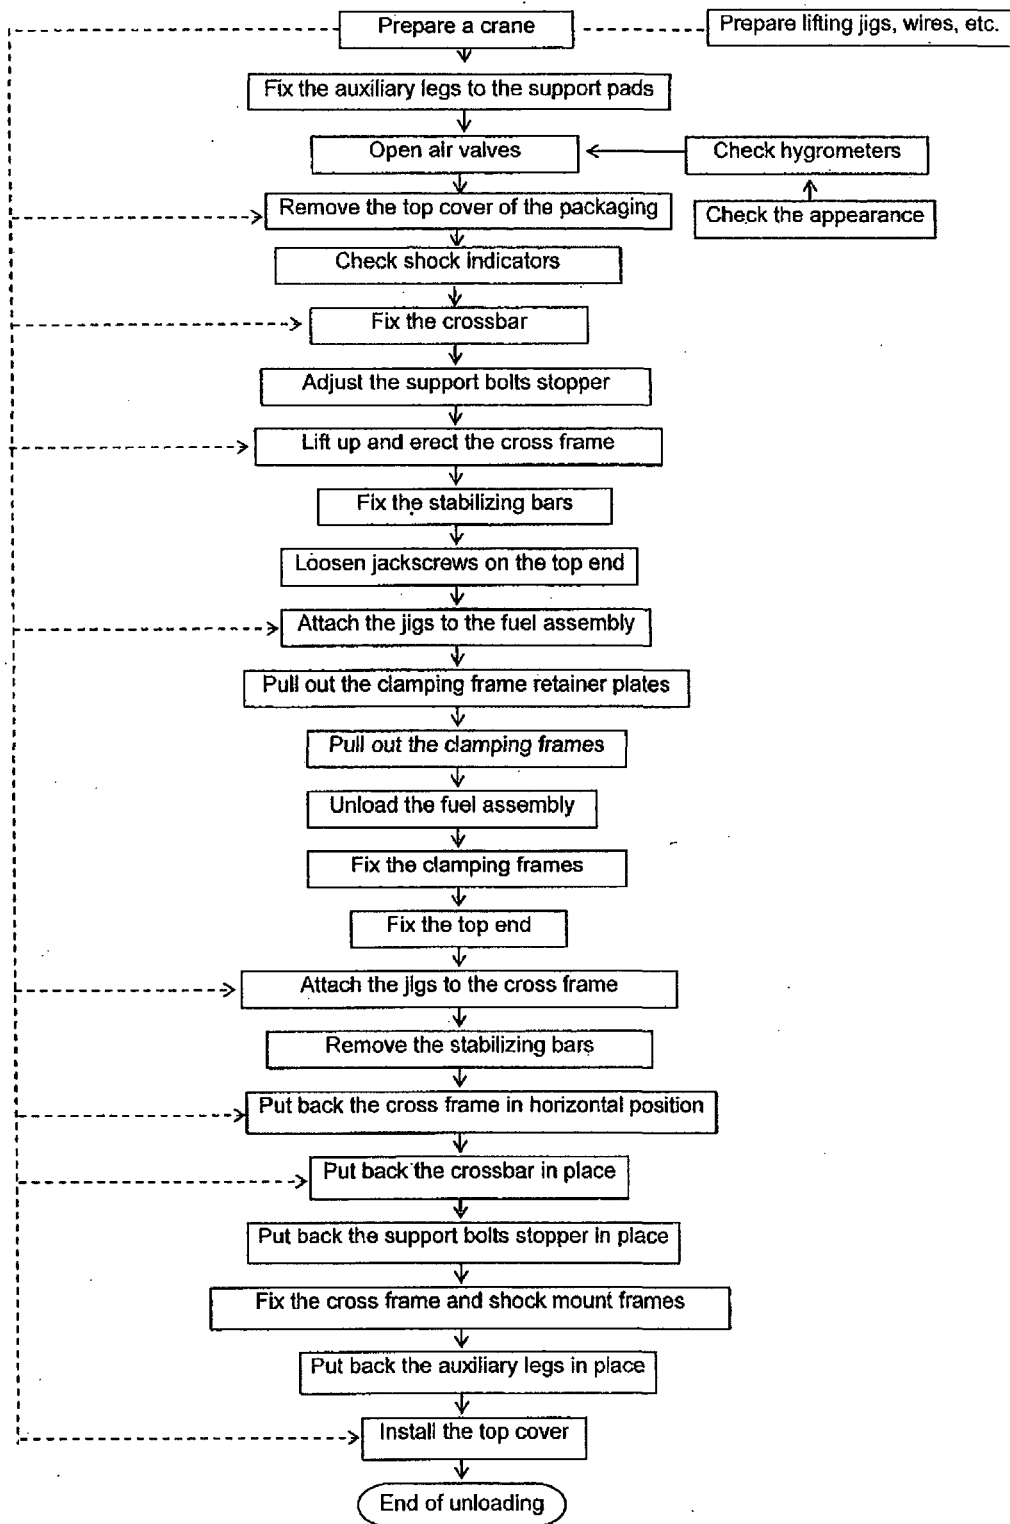 Prepare a crane
Prepare lifting jigs, wires, etc.
Fix the auxiliary legs to the support pads
Open air valves
Check hygrometers
Remove the top cover of the packaging
Check the appearance
Check shock indicators
Fix the crossbar
Adjust the support bolts stopper
Lift up and erect the cross frame
Fix the stabilizing bars
Loosen jackscrews on the top end
Attach the jigs to the fuel assembly
Pull out the clamping frame retainer plates
Pull out the clamping frames
Unload the fuel assembly
Fix the clamping frames
Fix the top end
Attach the jigs to the cross frame
Remove the stabilizing bars
Put back the cross frame in horizontal position
Put back the crossbar in place
Put back the support bolts stopper in place
Fix the cross frame and shock mount frames
Put back the auxiliary legs in place
Install the top cover
End of unloading